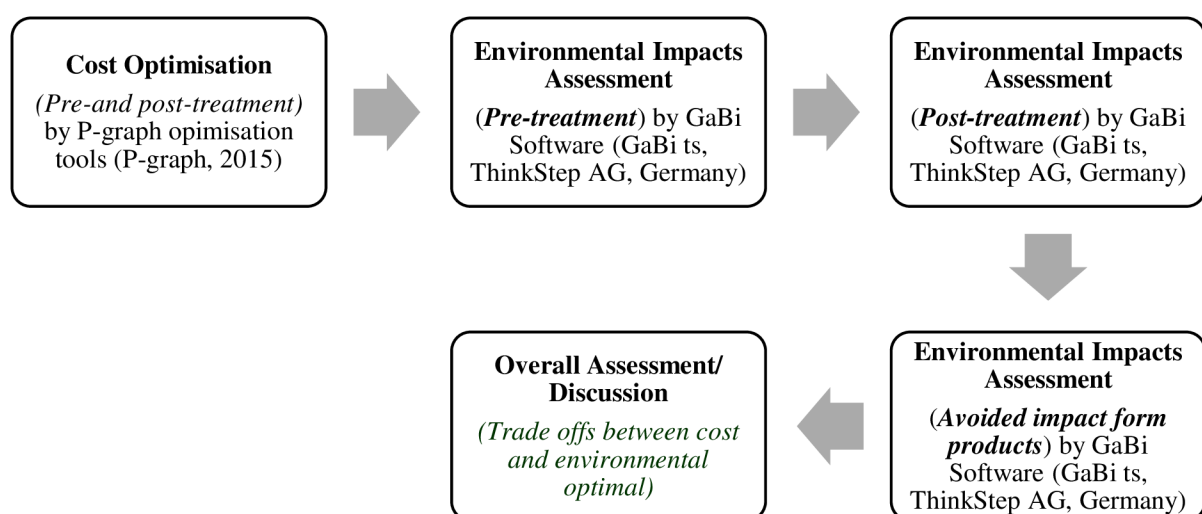 Cost Optimisation
(Pre-and post-treatment)
by P-graph opimisation
tools (P-graph, 2015)
Environmental Impacts
Assessment
(Pre-treatment) by GaBi
Software (GaBi ts,
ThinkStep AG, Germany)
Environmental Impacts
Assessment
(Post-treatment) by GaBi
Software (GaBi ts,
ThinkStep AG, Germany)
Environmental Impacts
Assessment
(Avoided impact form
products) by GaBi
Software (GaBi ts,
ThinkStep AG, Germany)
Overall Assessment/
Discussion
(Trade offs between cost
and environmental
optimal)